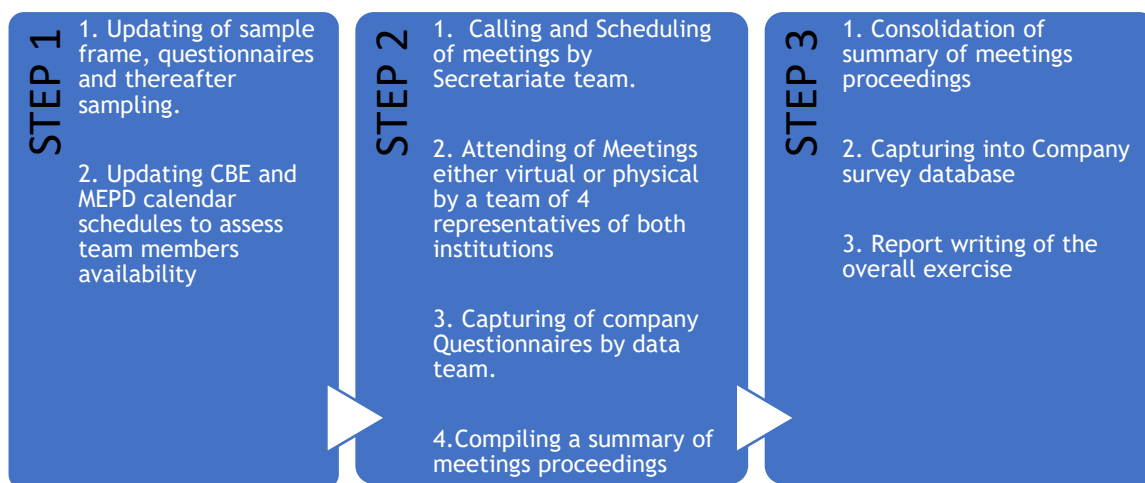 STEP 1
1. Updating of sample
frame, questionnaires
and thereafter
sampling.
2. Updating CBE and
MEPD calendar
schedules to assess
team members
availability
STEP 2
1. Calling and Scheduling
of meetings by
Secretariate team.
2. Attending of Meetings
either virtual or physical
by a team of 4
representatives of both
institutions
3. Capturing of company
Questionnaires by data
team.
4.Compiling a summary of
meetings proceedings
STEP 3
1. Consolidation of
summary of meetings
proceedings
2. Capturing into Company
survey database
3. Report writing of the
overall exercise